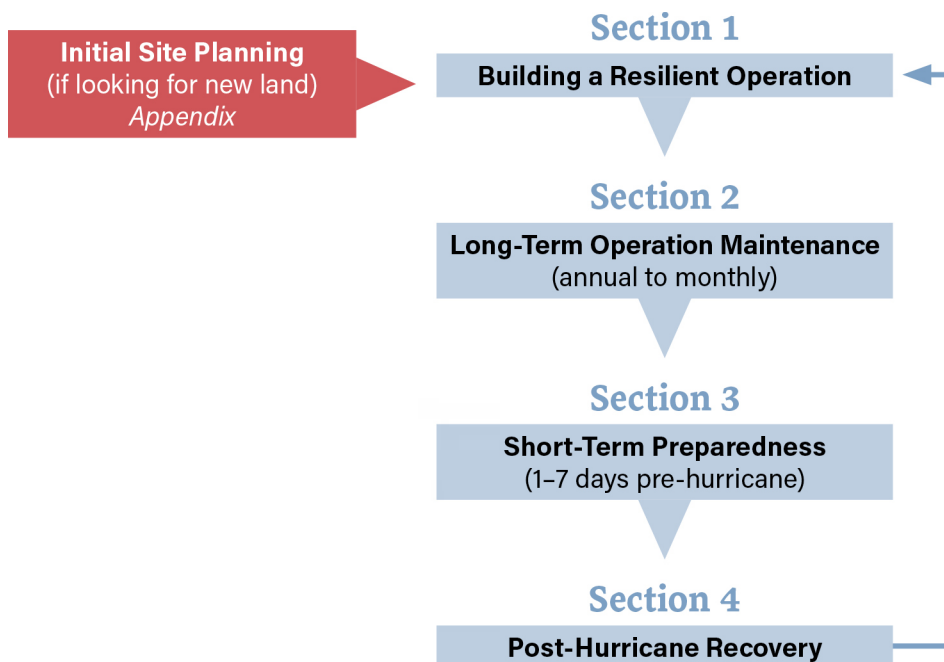 Initial Site Planning
(if looking for new land)
Appendix
Section 1
Building a Resilient Operation
Section 2
Long-Term Operation Maintenance
(annual to monthly)
Section 3
Short-Term Preparedness
(1–7 days pre-hurricane)
Section 4
Post-Hurricane Recovery